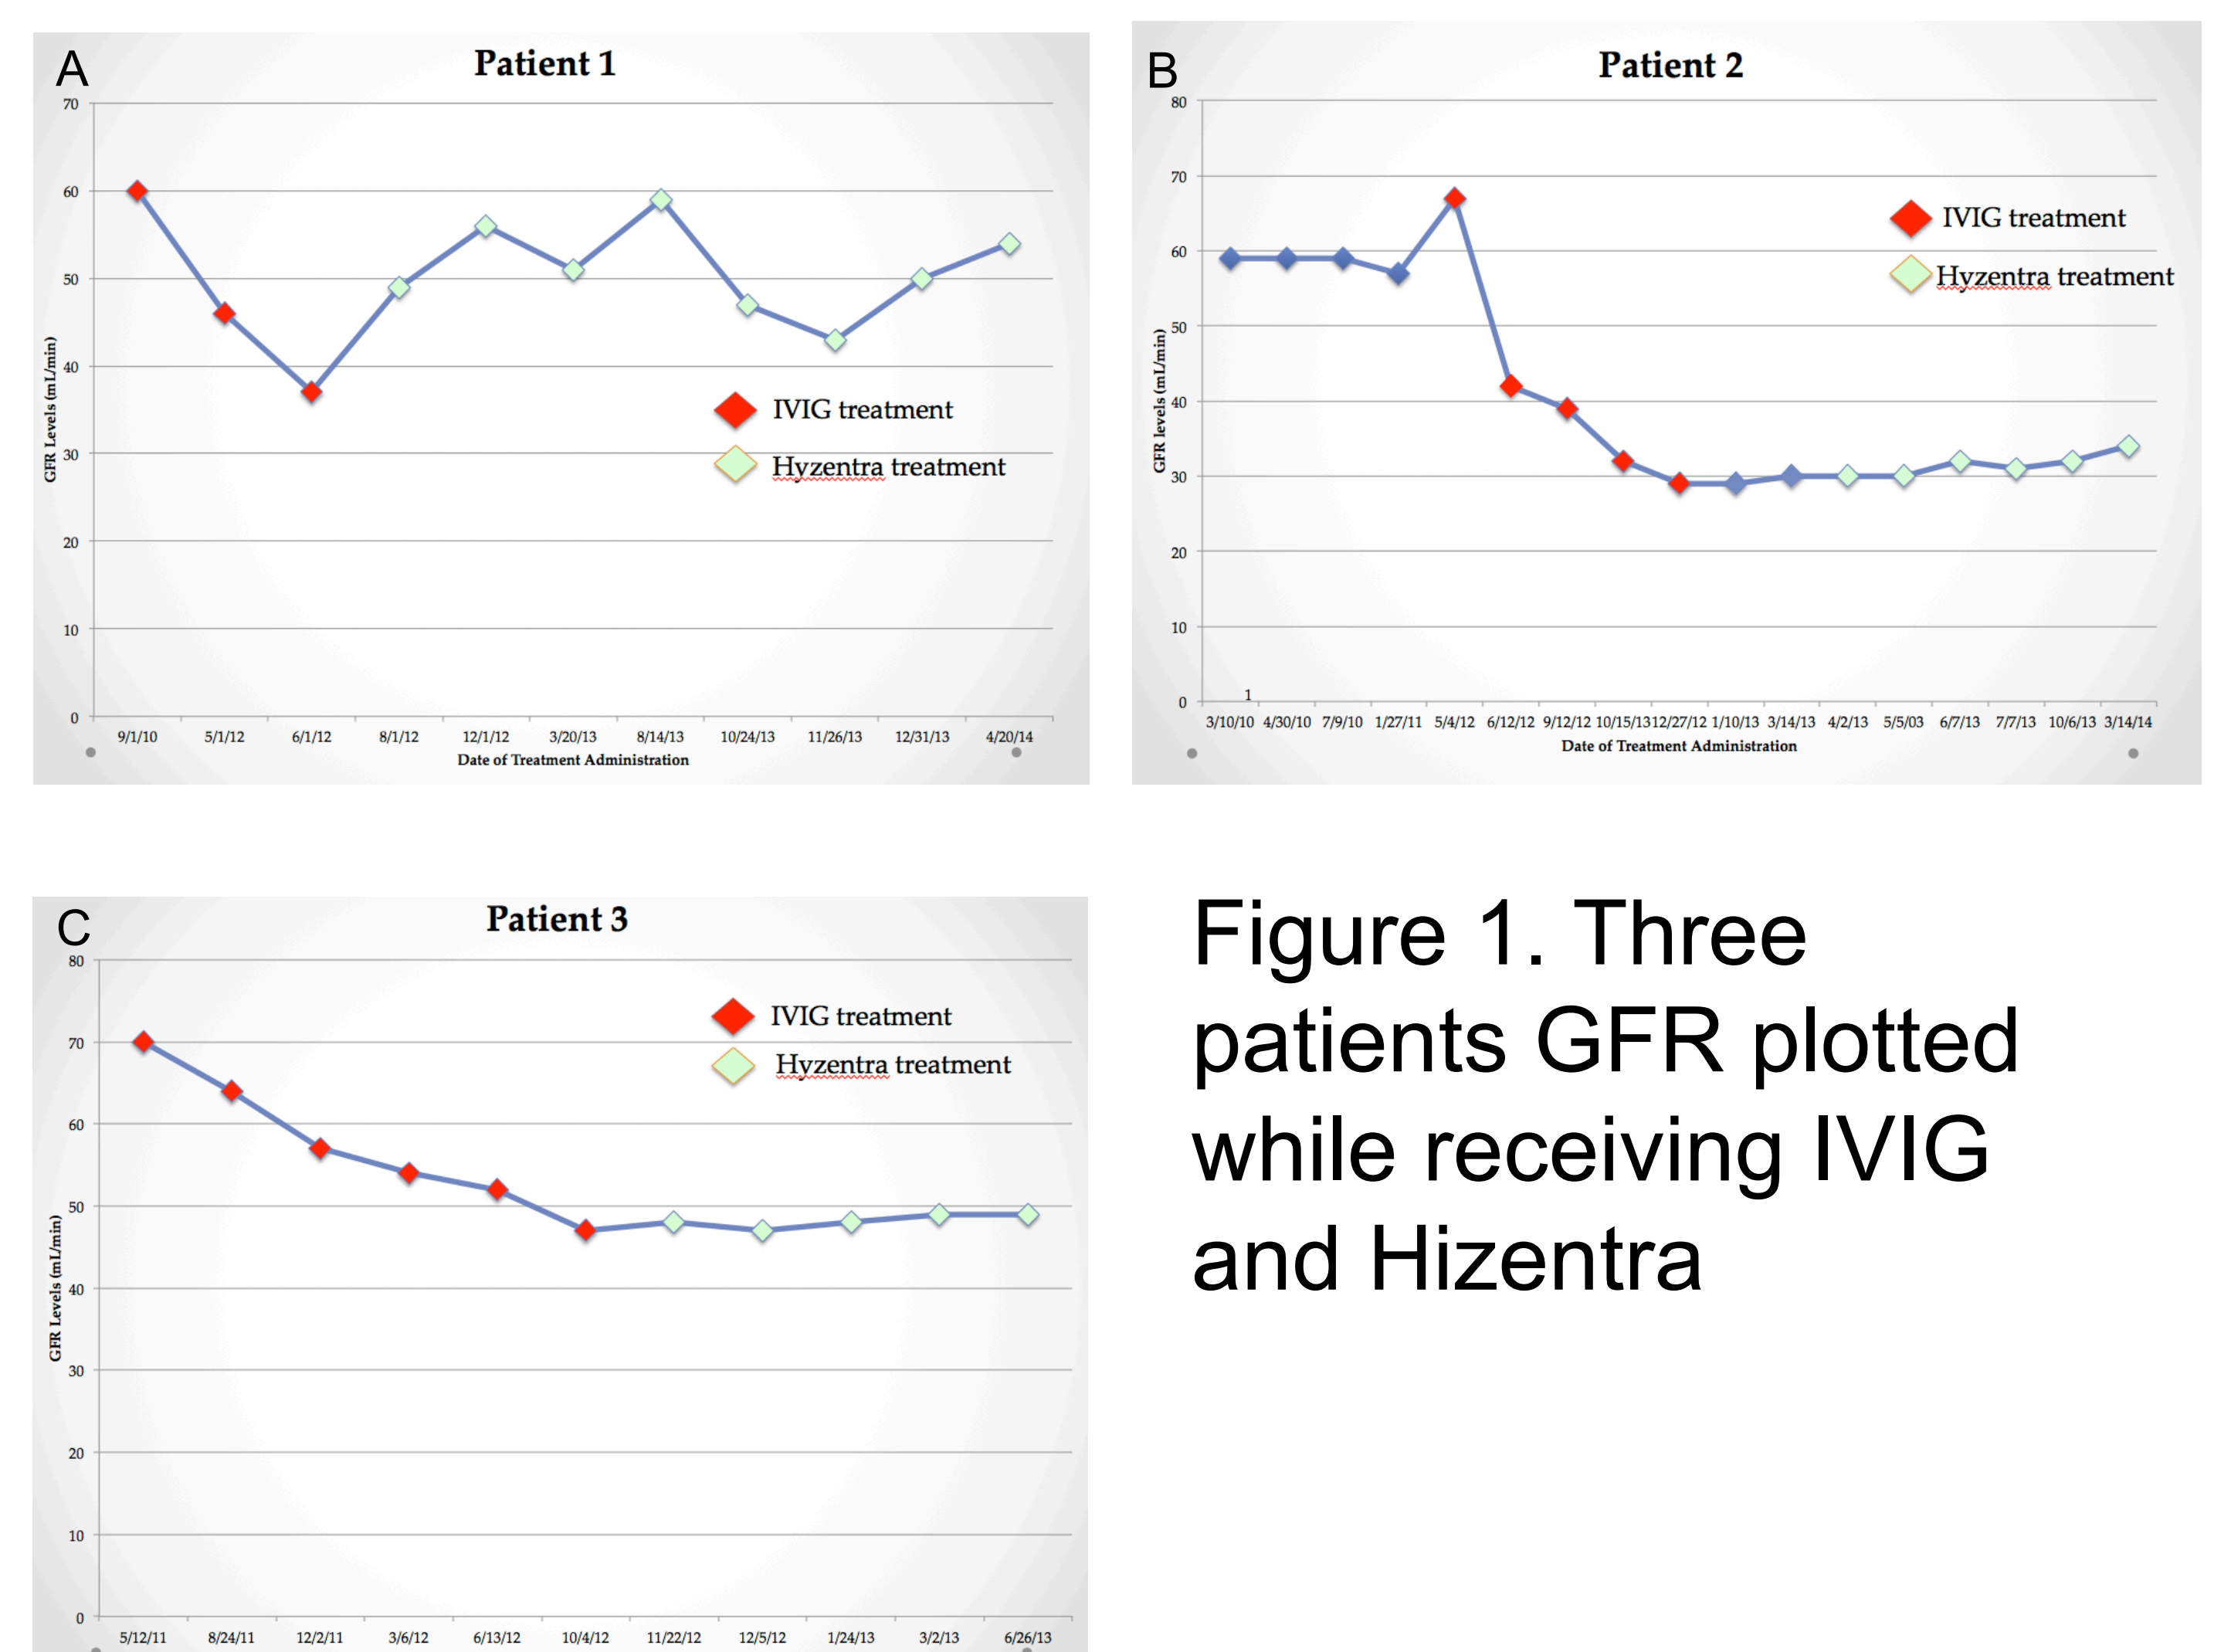 A
Patient 1
70
60
50
40
30
20
10
0
GFR Levels (mL/min)
IVIG treatment
Hyzentra treatment
9/1/10 5/1/12 6/1/12 8/1/12 12/1/12 3/20/13 8/14/13 10/24/13 11/26/13 12/31/13 4/20/14
Date of Treatment Administration
B
Patient 2
80
70
60
50
40
30
20
10
0
GFR levels (mL/min)
IVIG treatment
Hyzentra treatment
1
3/10/10 4/30/10 7/9/10 1/27/11 5/4/12 6/12/12 9/12/12 10/15/13 12/27/12 1/10/13 3/14/13 4/2/13 5/5/03 6/7/13 7/7/13 10/6/13 3/14/14
Date of Treatment Administration
C
Patient 3
80
70
60
50
40
30
20
10
0
GFR Levels (mL/min)
IVIG treatment
Hyzentra treatment
5/12/11 8/24/11 12/2/11 3/6/12 6/13/12 10/4/12 11/22/12 12/5/12 1/24/13 3/2/13 6/26/13
Figure 1. Three
patients GFR plotted
while receiving IVIG
and Hizentra